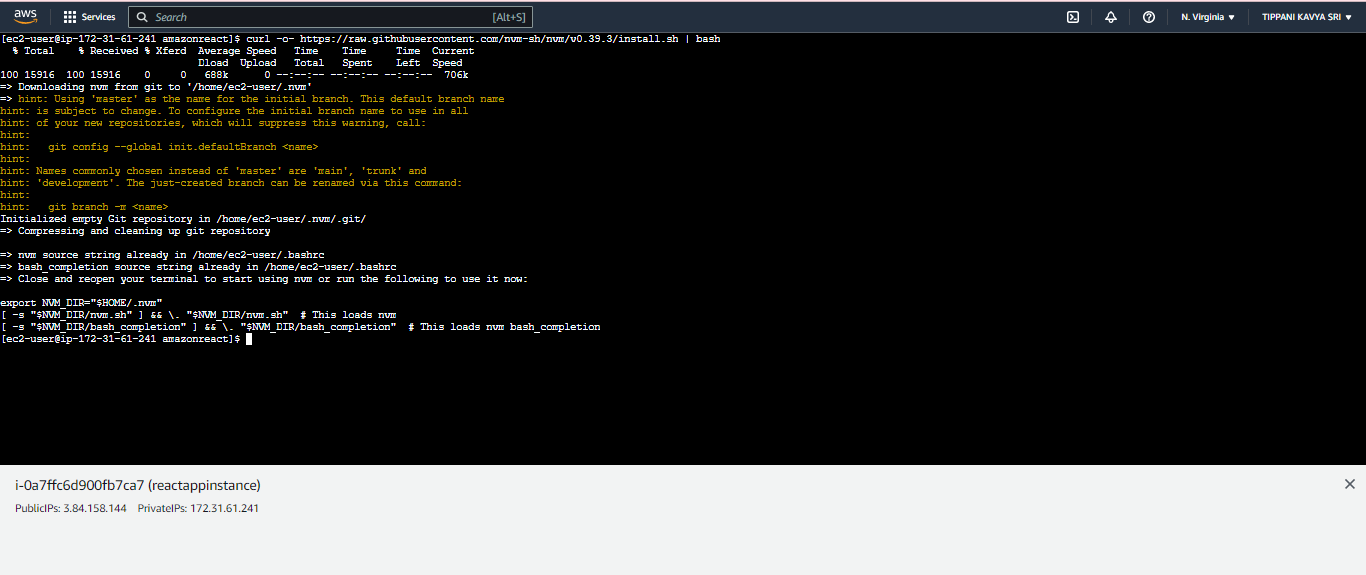 aws Services Search [Alt+S] N. Virginia TIPPANI KAVYA SRI
[ec2-user@ip-172-31-61-241 amazonreact]$ curl -o- https://raw.githubusercontent.com/nvm-sh/nvm/v0.39.3/install.sh | bash
  % Total    % Received % Xferd  Average Speed   Time    Time     Time  Current
                                 Dload  Upload   Total   Spent    Left  Speed
100 15916  100 15916    0     0   688k      0 --:--:-- --:--:-- --:--:--  706k
=> Downloading nvm from git to '/home/ec2-user/.nvm'
=> hint: Using 'master' as the name for the initial branch. This default branch name
hint: is subject to change. To configure the initial branch name to use in all
hint: of your new repositories, which will suppress this warning, call:
hint:
hint:   git config --global init.defaultBranch <name>
hint:
hint: Names commonly chosen instead of 'master' are 'main', 'trunk' and
hint: 'development'. The just-created branch can be renamed via this command:
hint:
hint:   git branch -m <name>
Initialized empty Git repository in /home/ec2-user/.nvm/.git/
=> Compressing and cleaning up git repository
=> nvm source string already in /home/ec2-user/.bashrc
=> bash_completion source string already in /home/ec2-user/.bashrc
=> Close and reopen your terminal to start using nvm or run the following to use it now:
export NVM_DIR="$HOME/.nvm"
[ -s "$NVM_DIR/nvm.sh" ] && \. "$NVM_DIR/nvm.sh"  # This loads nvm
[ -s "$NVM_DIR/bash_completion" ] && \. "$NVM_DIR/bash_completion"  # This loads nvm bash_completion
[ec2-user@ip-172-31-61-241 amazonreact]$
i-0a7ffc6d900fb7ca7 (reactappinstance)
PublicIPs: 3.84.158.144 PrivateIPs: 172.31.61.241